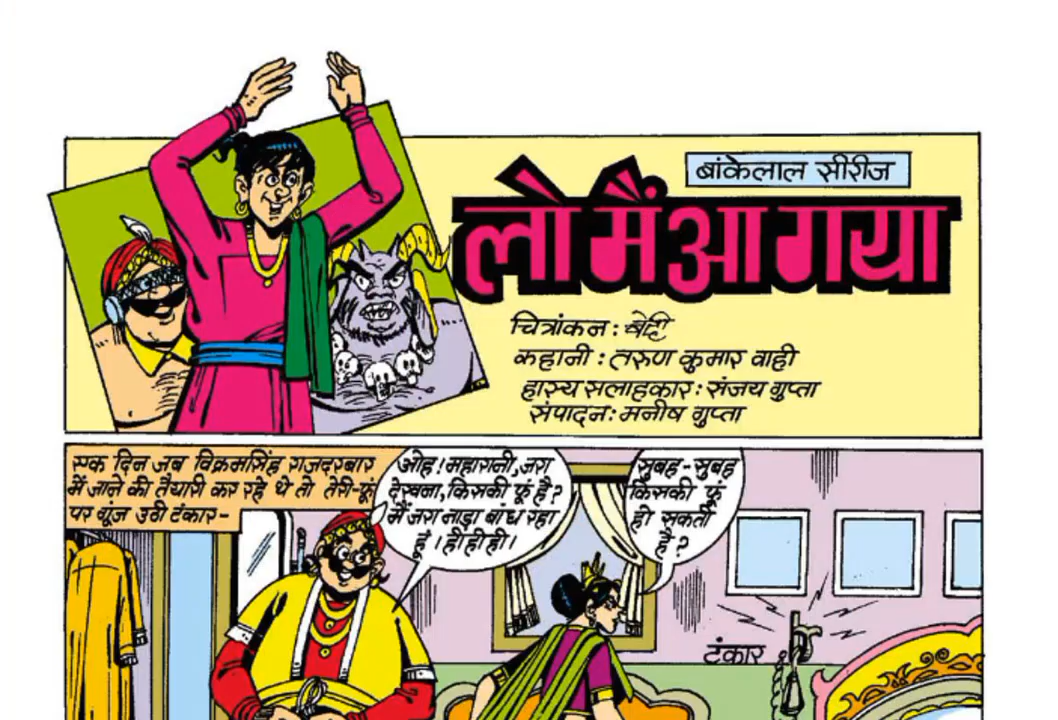 बांकेलाल सीरीज
लो मैं आ गया
चित्रांकन : बेदी
कहानी : तरुण कुमार वाही
हास्य सलाहकार : संजय गुप्ता
संपादन : मनीष गुप्ता
एक दिन जब विक्रमसिंह राजदरबार
में जाने की तैयारी कर रहे थे तो तेरी-फूं
पर गूंज उठी टंकार-
ओह! महारानी, जरा
देखना, किसकी फूं है?
मैं जरा नाड़ा बांध रहा
हूं। ही ही ही।
सुबह-सुबह
किसकी फूं
हो सकती
है?
टंकार